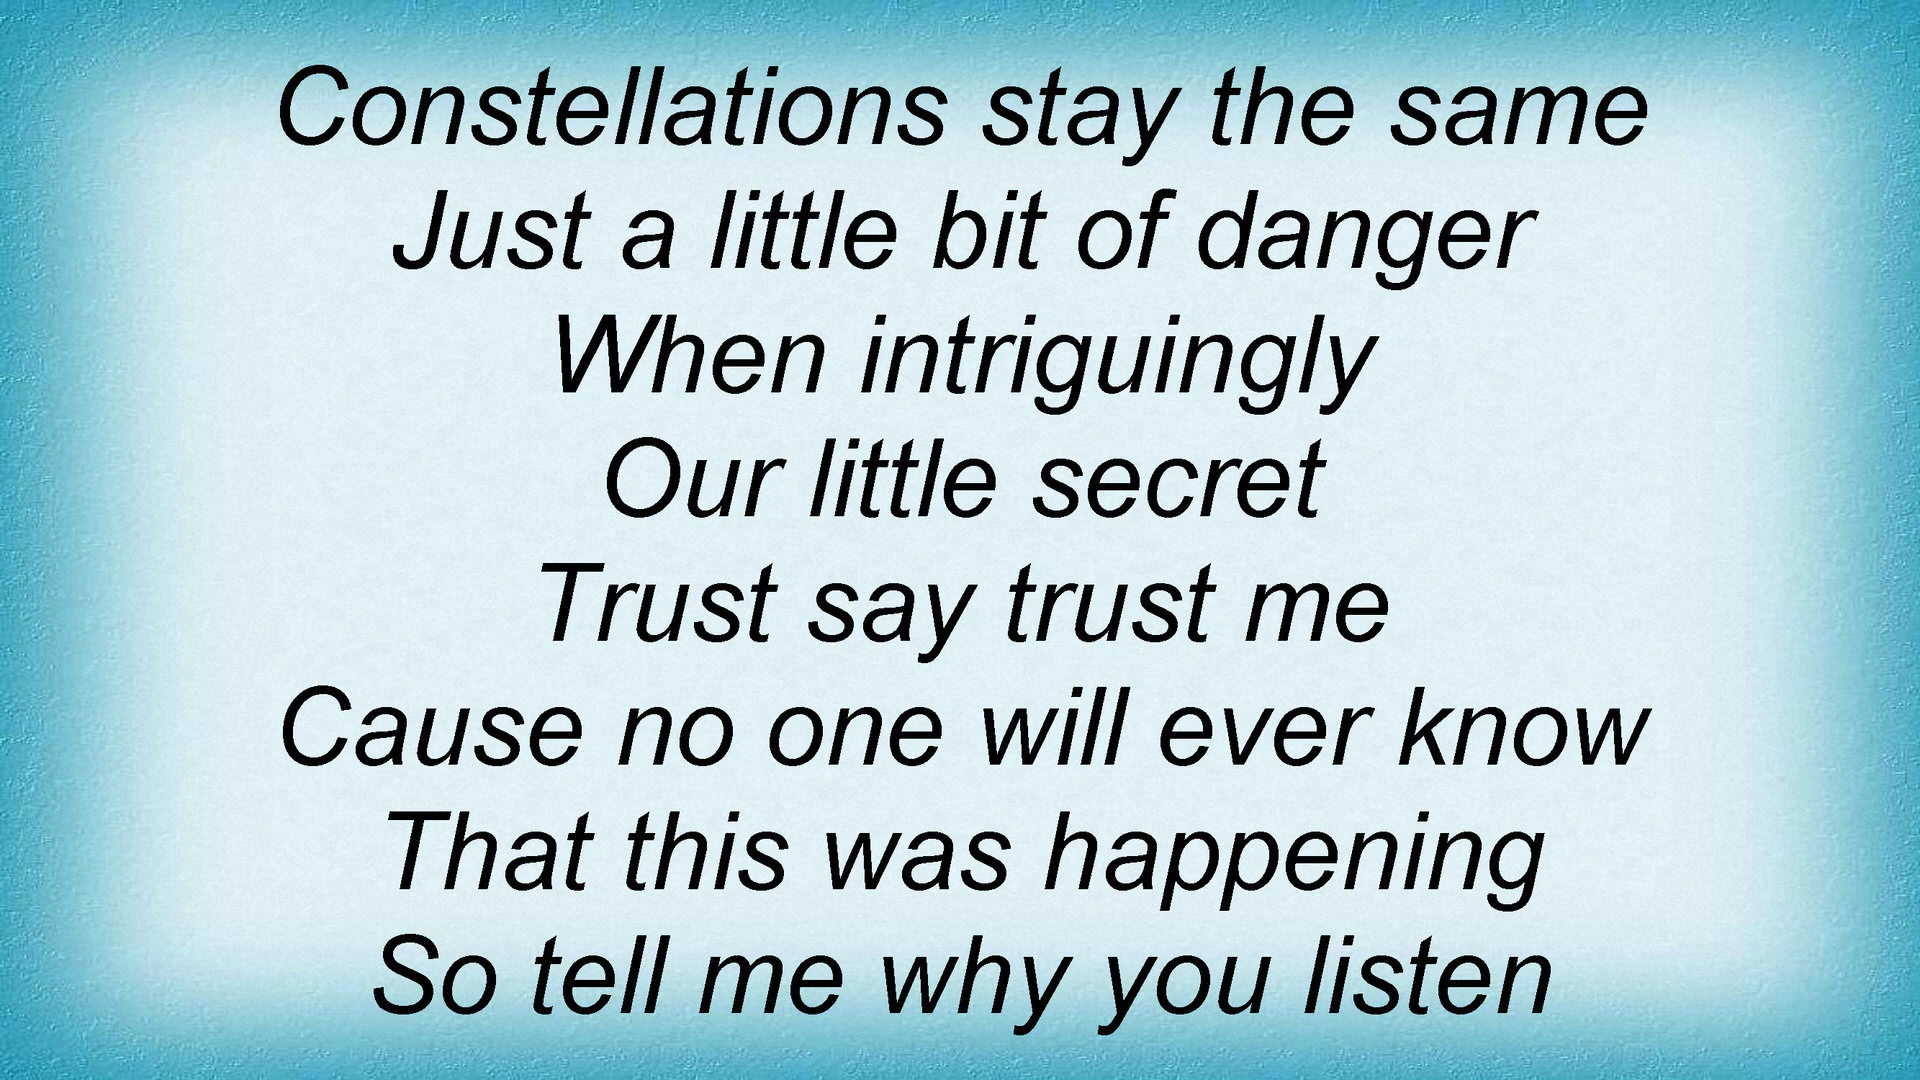 Constellations stay the same
Just a little bit of danger
When intriguingly
Our little secret
Trust say trust me
Cause no one will ever know
That this was happening
So tell me why you listen